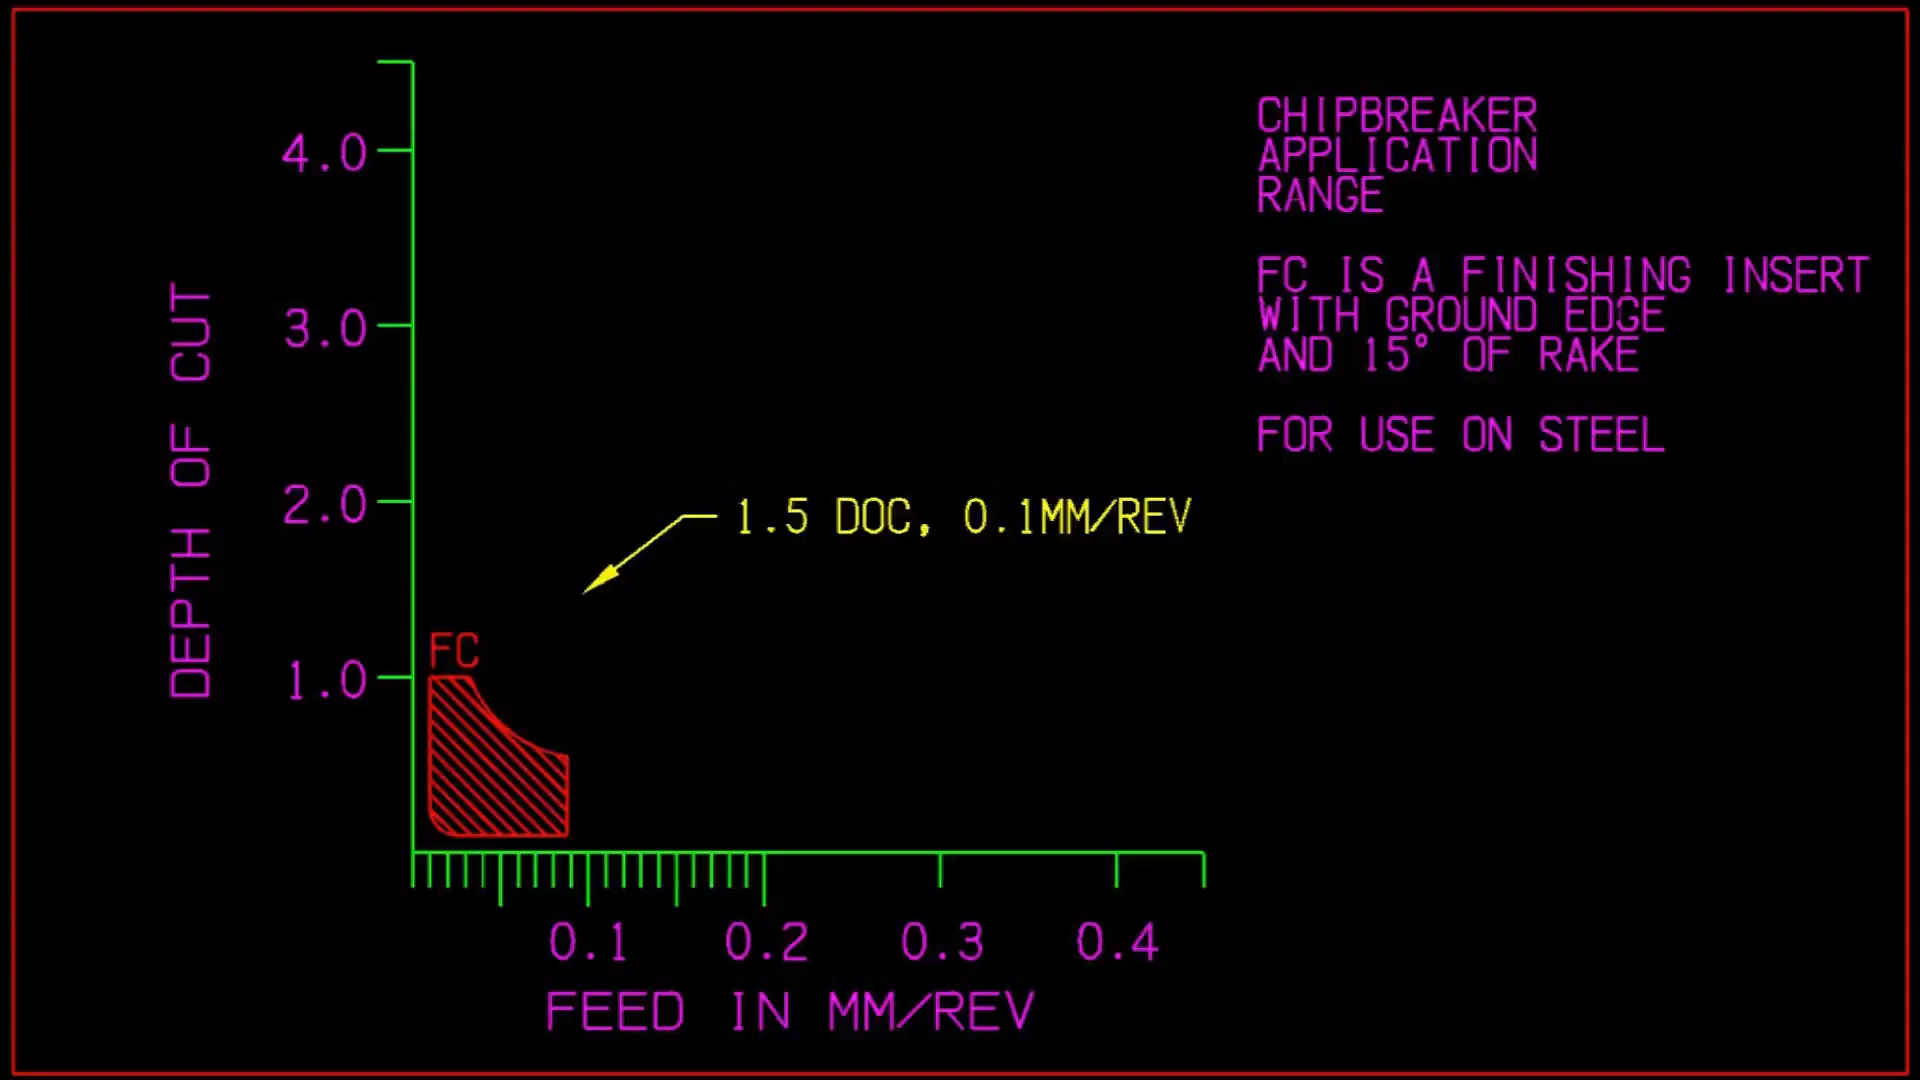 CHIPBREAKER
APPLICATION
RANGE
FC IS A FINISHING INSERT
WITH GROUND EDGE
AND 15° OF RAKE
FOR USE ON STEEL
4.0
3.0
2.0
1.0
DEPTH OF CUT
1.5 DOC, 0.1MM/REV
FC
0.1 0.2 0.3 0.4
FEED IN MM/REV